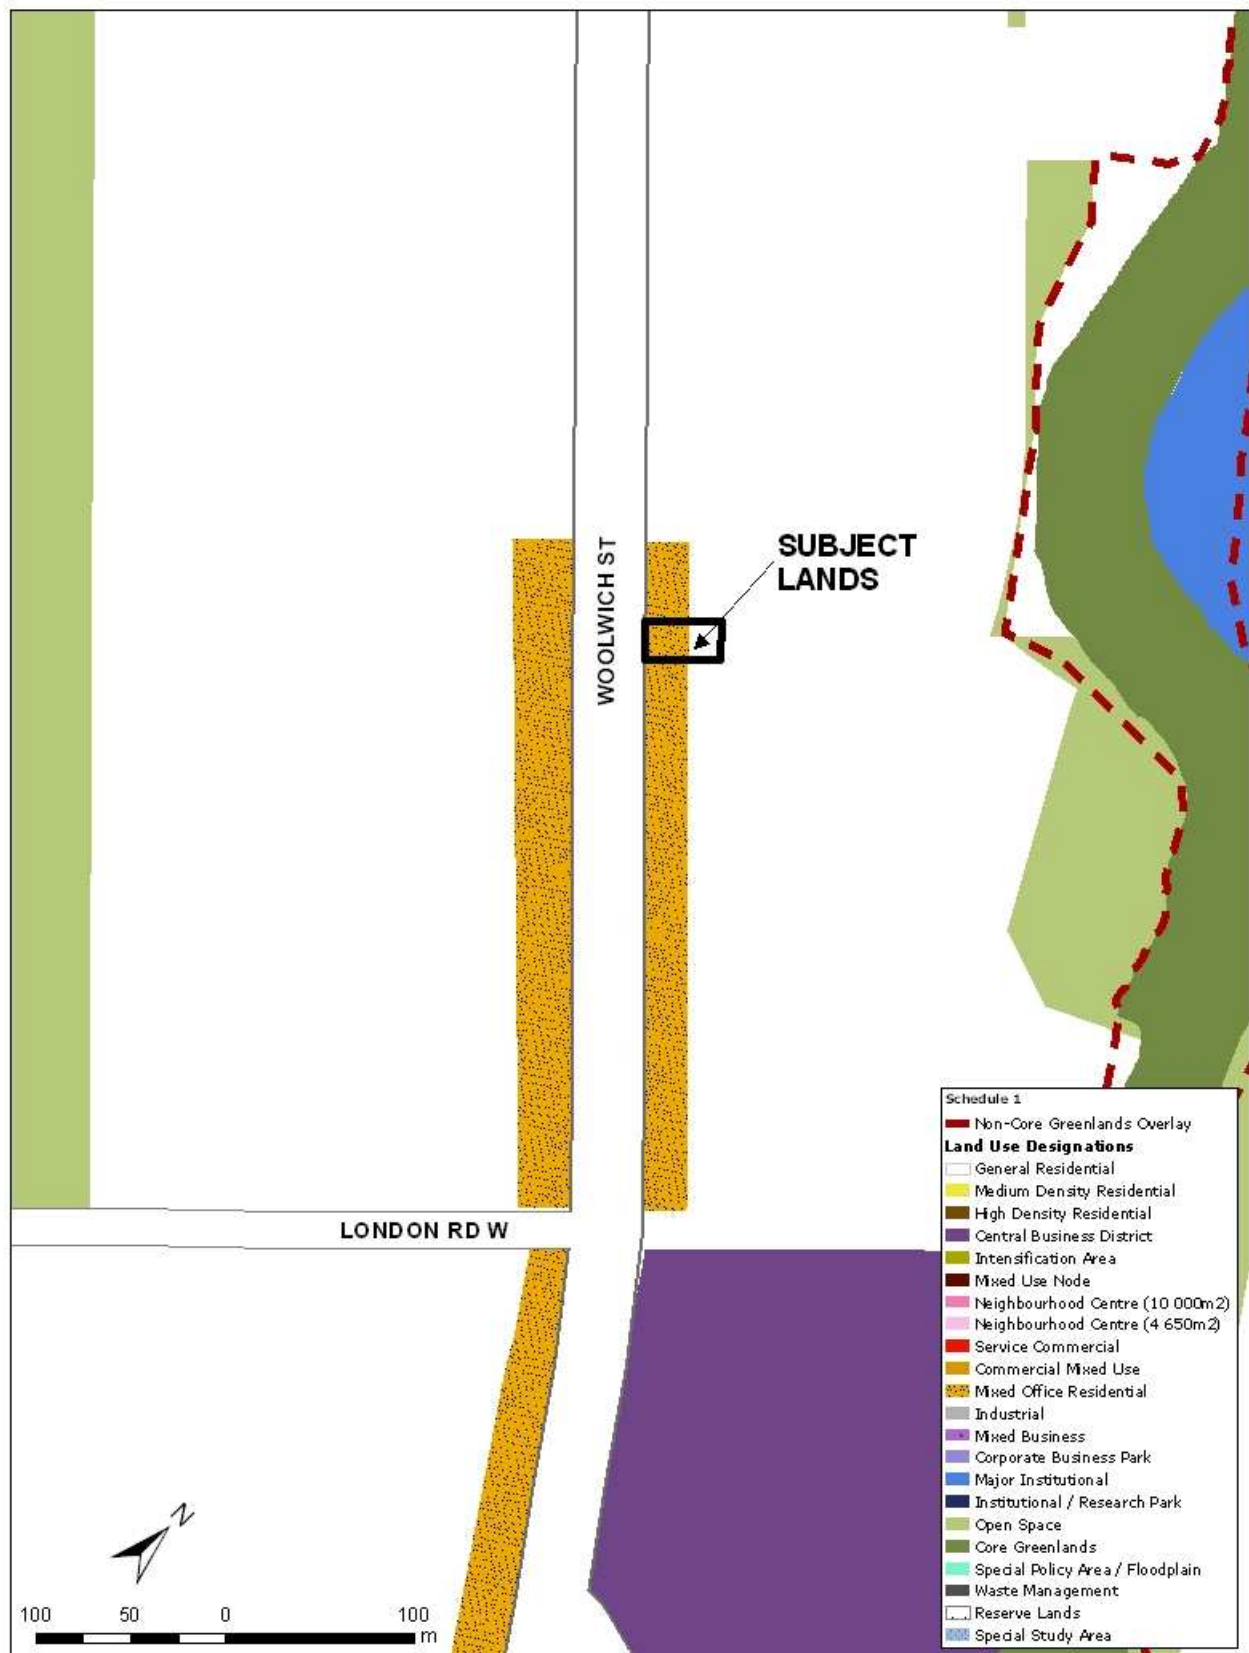 SUBJECT
LANDS
WOOLWICH ST
LONDON RD W
N
100 50 0 100
m
Schedule 1
Non-Core Greenlands Overlay
Land Use Designations
General Residential
Medium Density Residential
High Density Residential
Central Business District
Intensification Area
Mixed Use Node
Neighbourhood Centre (10 000m2)
Neighbourhood Centre (4 650m2)
Service Commercial
Commercial Mixed Use
Mixed Office Residential
Industrial
Mixed Business
Corporate Business Park
Major Institutional
Institutional / Research Park
Open Space
Core Greenlands
Special Policy Area / Floodplain
Waste Management
Reserve Lands
Special Study Area